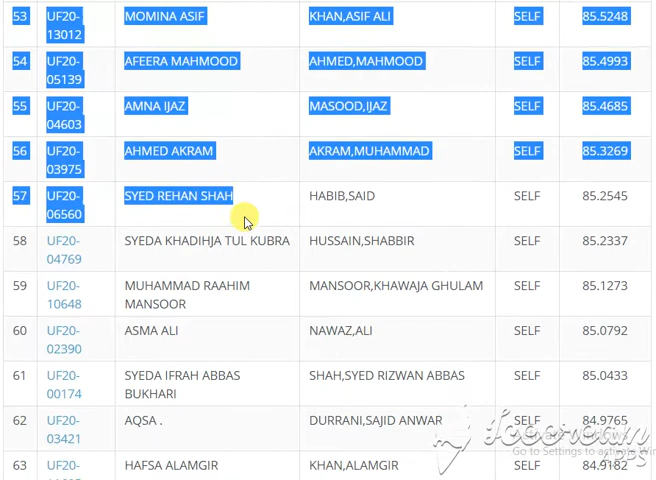 53 UF20- MOMINA ASIF KHAN,ASIF ALI SELF 85.5248
13012
54 UF20- AFEERA MAHMOOD AHMED,MAHMOOD SELF 85.4993
05139
55 UF20- AMNA IJAZ MASOOD,IJAZ SELF 85.4685
04603
56 UF20- AHMED AKRAM AKRAM,MUHAMMAD SELF 85.3269
03975
57 UF20- SYED REHAN SHAH HABIB,SAID SELF 85.2545
06560
58 UF20- SYEDA KHADIHJA TUL KUBRA HUSSAIN,SHABBIR SELF 85.2337
04769
59 UF20- MUHAMMAD RAAHIM MANSOOR,KHAWAJA GHULAM SELF 85.1273
10648 MANSOOR
60 UF20- ASMA ALI NAWAZ,ALI SELF 85.0792
02390
61 UF20- SYEDA IFRAH ABBAS SHAH,SYED RIZWAN ABBAS SELF 85.0433
00174 BUKHARI
62 UF20- AQSA . DURRANI,SAJID ANWAR SELF 84.9765
03421
63 UF20- HAFSA ALAMGIR KHAN,ALAMGIR SELF 84.9182
Go to Settings to activate Win
APPS